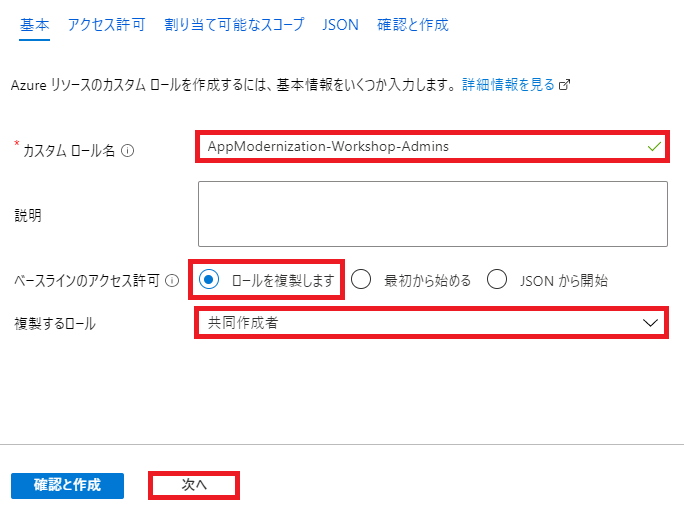 基本 アクセス許可 割り当て可能なスコープ JSON 確認と作成
Azure リソースのカスタム ロールを作成するには、基本情報をいくつか入力します。 詳細情報を見る
* カスタム ロール名 AppModernization-Workshop-Admins
説明
ベースラインのアクセス許可 ロールを複製します 最初から始める JSON から開始
複製するロール 共同作成者
確認と作成 次へ